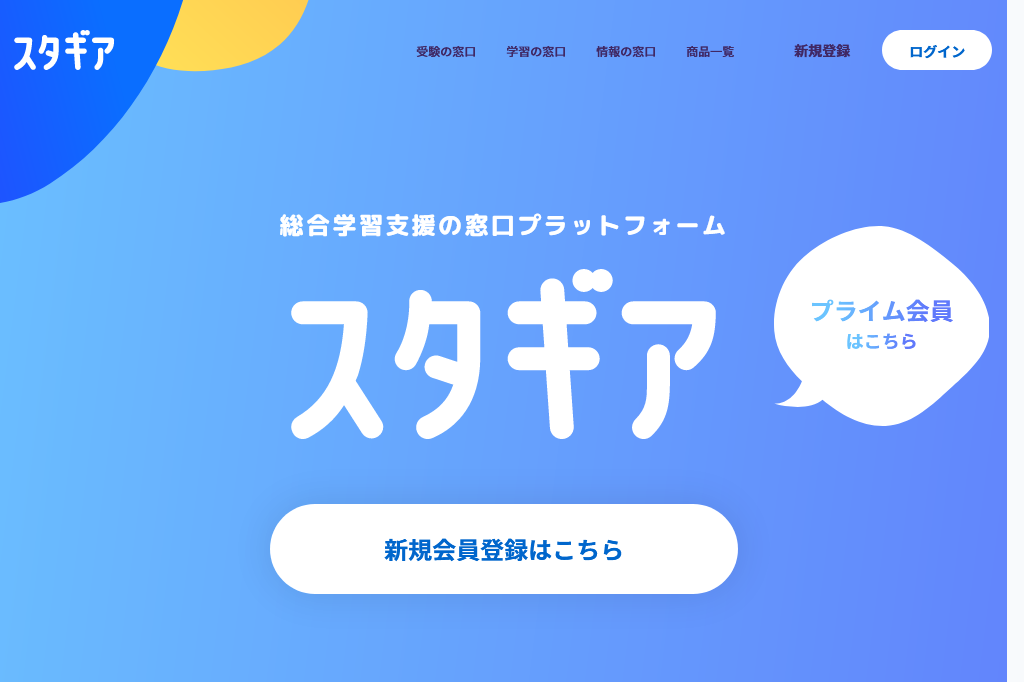 スタギア
受験の窓口
学習の窓口
情報の窓口
商品一覧
新規登録
ログイン
総合学習支援の窓口プラットフォーム
スタギア
プライム会員
はこちら
新規会員登録はこちら